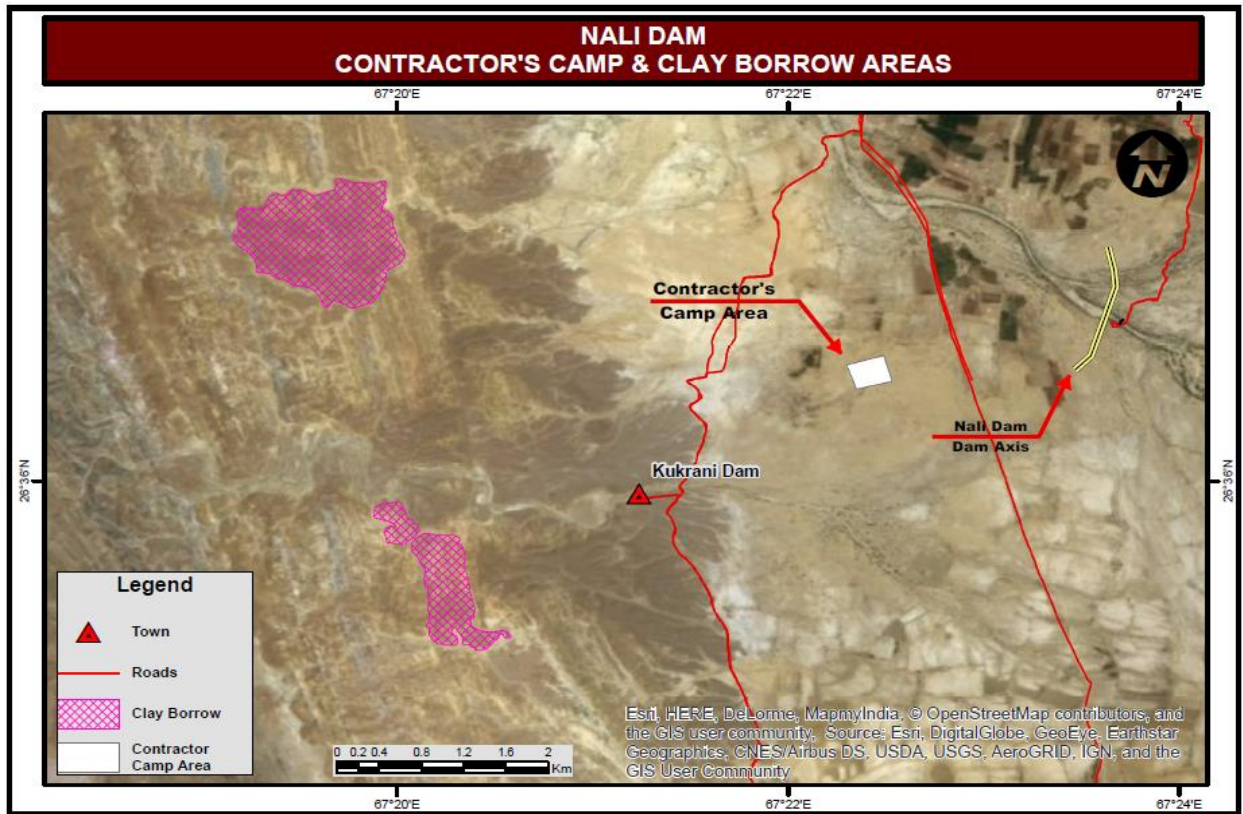 NALI DAM
CONTRACTOR'S CAMP & CLAY BORROW AREAS
67°20'E
67°22'E
67°24'E
N
Contractor's
Camp Area
Nali Dam
Dam Axis
26°36'N
26°36'N
Kukrani Dam
Legend
Town
Roads
Clay Borrow
Contractor
Camp Area
0 0.2 0.4 0.8 1.2 1.6 2
Km
Esri, HERE, DeLorme, MapmyIndia, © OpenStreetMap contributors, and
the GIS user community, Source: Esri, DigitalGlobe, GeoEye, Earthstar
Geographics, CNES/Airbus DS, USDA, USGS, AeroGRID, IGN, and the
GIS User Community
67°20'E
67°22'E
67°24'E